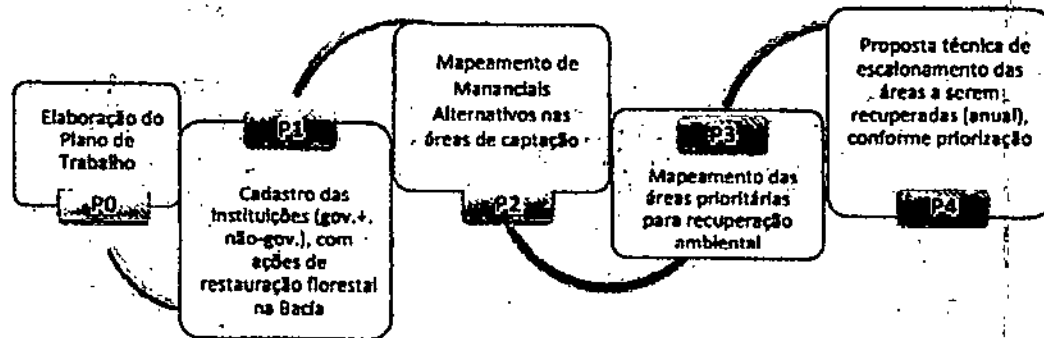 Elaboração do
Plano de
Trabalho
P0
P1
Cadastro das
Instituições (gov.+.
não-gov.), com
ações de
restauração florestal
na Bacia
Mapeamento de
Mananciais
Alternativos nas
áreas de captação
P2
P3
Mapeamento das
áreas prioritárias
para recuperação
ambiental
Proposta técnica de
escalonamento das
áreas a serem
recuperadas (anual),
conforme priorização
P4